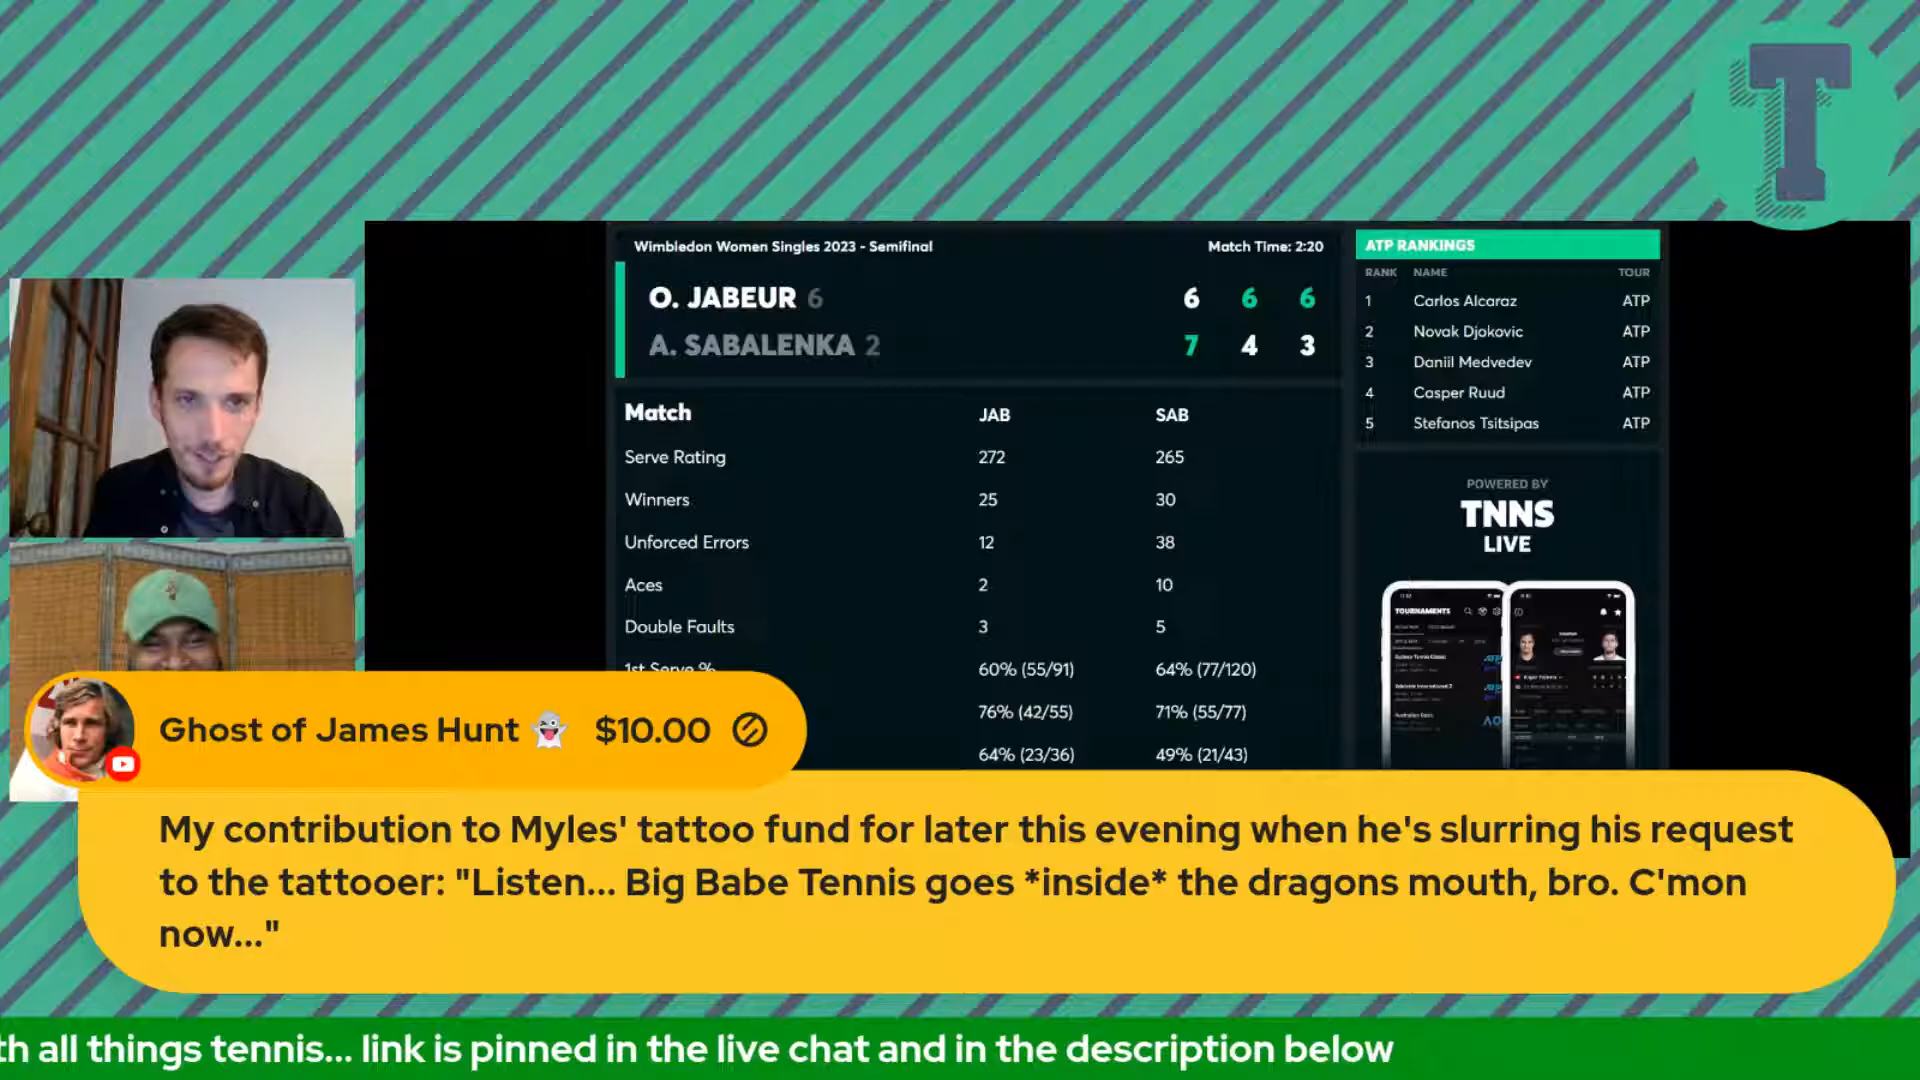 T
Wimbledon Women Singles 2023 - Semifinal Match Time: 2:20
O. JABEUR 6 6 6 6
A. SABALENKA 2 7 4 3
Match JAB SAB
Serve Rating 272 265
Winners 25 30
Unforced Errors 12 38
Aces 2 10
Double Faults 3 5
1st Serve % 60% (55/91) 64% (77/120)
76% (42/55) 71% (55/77)
64% (23/36) 49% (21/43)
ATP RANKINGS
RANK NAME TOUR
1 Carlos Alcaraz ATP
2 Novak Djokovic ATP
3 Daniil Medvedev ATP
4 Casper Ruud ATP
5 Stefanos Tsitsipas ATP
POWERED BY
TNNS
LIVE
TOURNAMENTS
Ghost of James Hunt 👻 $10.00
My contribution to Myles' tattoo fund for later this evening when he's slurring his request
to the tattooer: "Listen... Big Babe Tennis goes *inside* the dragons mouth, bro. C'mon
now..."
th all things tennis... link is pinned in the live chat and in the description below